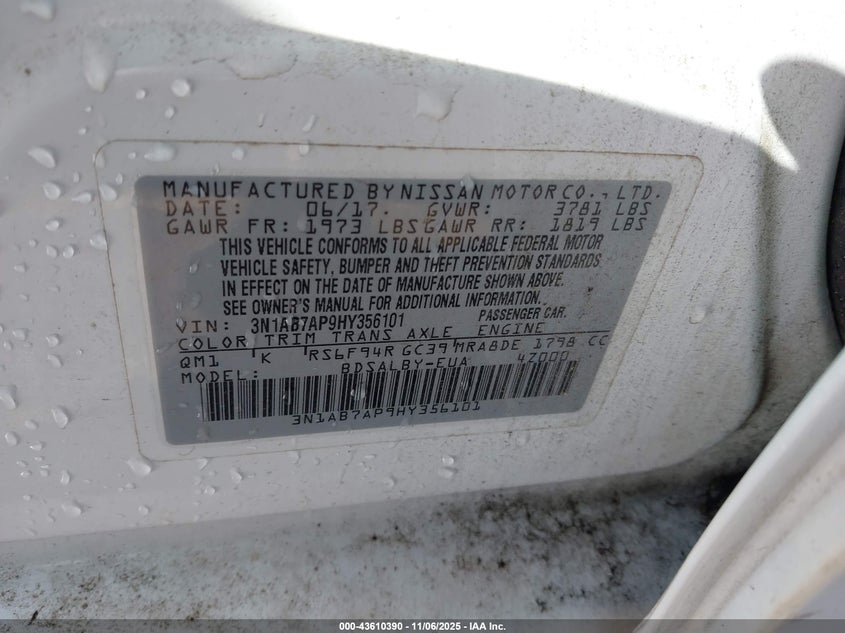 MANUFACTURED BY NISSAN MOTOR CO., LTD.
DATE: 06/17. GVWR: 3781 LBS
GAWR FR: 1973 LBS GAWR RR: 1819 LBS
THIS VEHICLE CONFORMS TO ALL APPLICABLE FEDERAL MOTOR
VEHICLE SAFETY, BUMPER AND THEFT PREVENTION STANDARDS
IN EFFECT ON THE DATE OF MANUFACTURE SHOWN ABOVE.
SEE OWNER'S MANUAL FOR ADDITIONAL INFORMATION.
VIN: 3N1AB7AP9HY356101 PASSENGER CAR.
COLOR TRIM TRANS AXLE ENGINE
QM1 K RS6F94R GC39 MRA8DE 1798 CC
MODEL: BDSALBY-EUA 47000
3N1AB7AP9HY356101
000-43610390 - 11/06/2025 - IAA Inc.